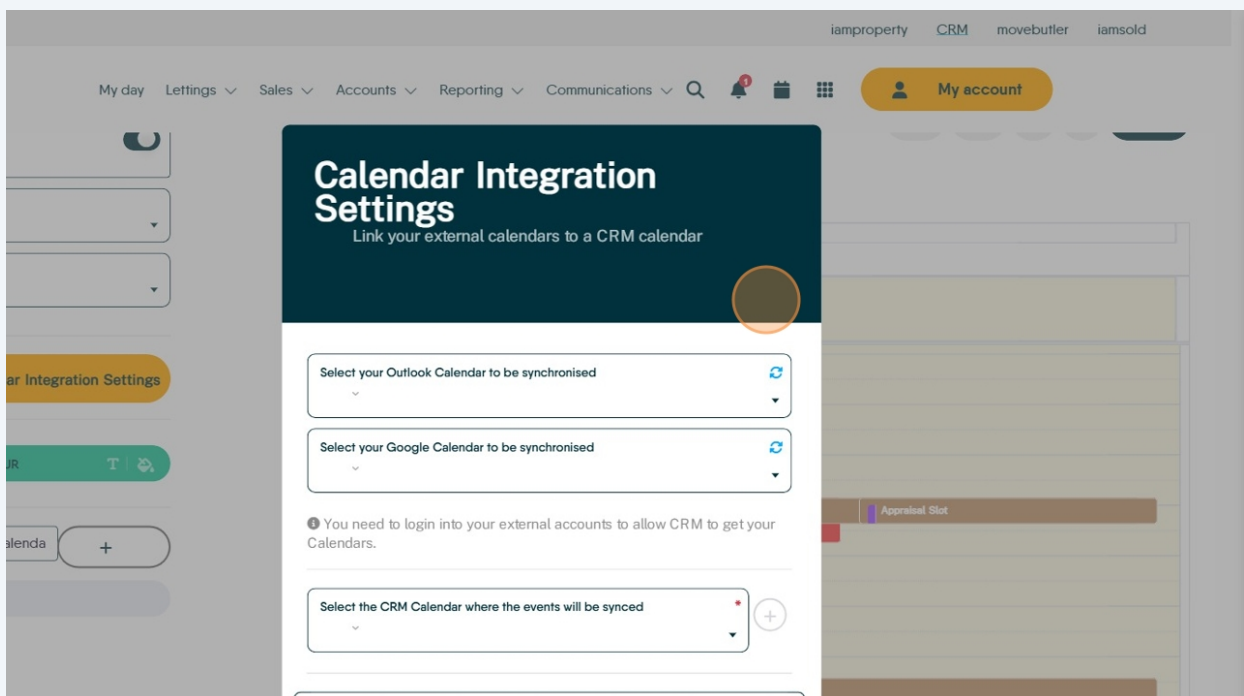 iamproperty CRM movebutler iamsold
My day Lettings Sales Accounts Reporting Communications 1 My account
Calendar Integration
Settings
Link your external calendars to a CRM calendar
Select your Outlook Calendar to be synchronised
ar Integration Settings
Select your Google Calendar to be synchronised
UR T
Appraisal Slot
You need to login into your external accounts to allow CRM to get your
Calendars.
alenda +
Select the CRM Calendar where the events will be synced * +